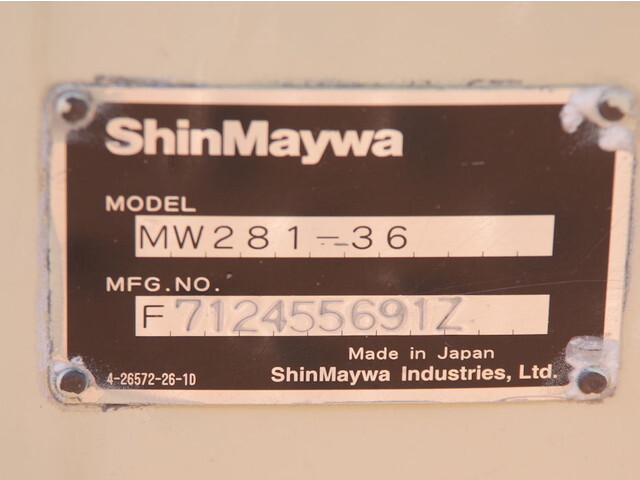 ShinMaywa
MODEL
MW281-36
MFG.NO.
F712455691Z
Made in Japan
4-26572-26-1D
ShinMaywa Industries, Ltd.